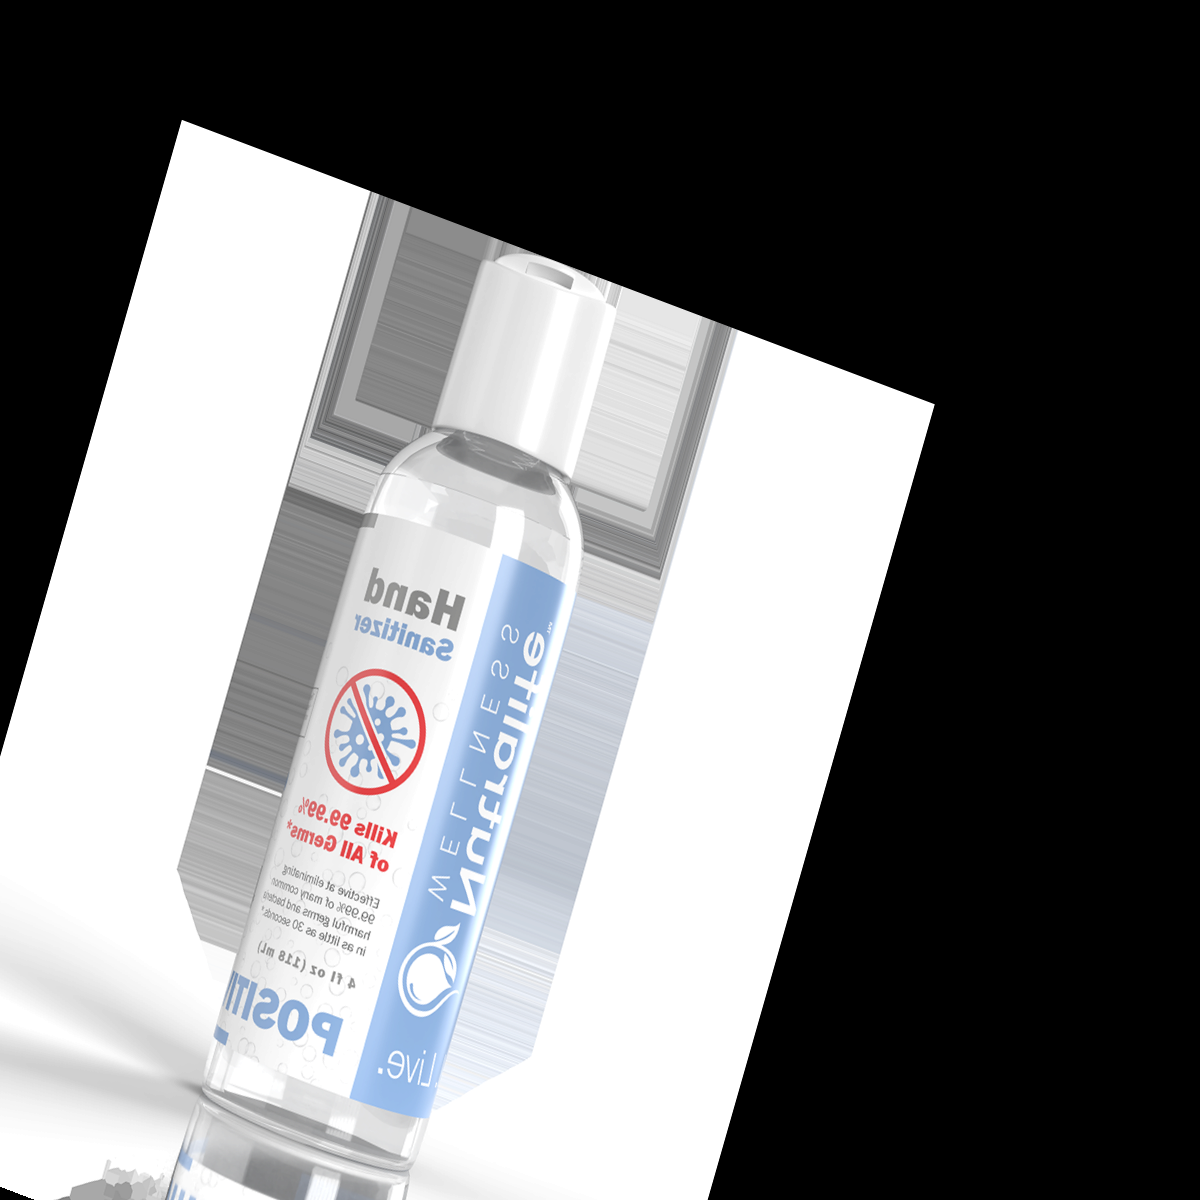 Hand
Sanitizer
Kills 99.99%
of All Germs*
Effective at eliminating
99.99% of many common
harmful germs and bacteria
in as little as 30 seconds*
4 fl oz (118 mL)
POSITI
Nutralite™
WELLNESS
Live.